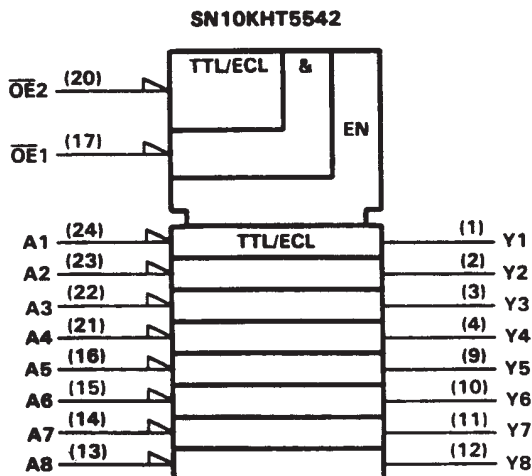 SN10KHT5542
TTL/ECL &
O̅E̅2 (20)
EN
O̅E̅1 (17)
A1 (24) TTL/ECL (1) Y1
A2 (23) (2) Y2
A3 (22) (3) Y3
A4 (21) (4) Y4
A5 (16) (9) Y5
A6 (15) (10) Y6
A7 (14) (11) Y7
A8 (13) (12) Y8